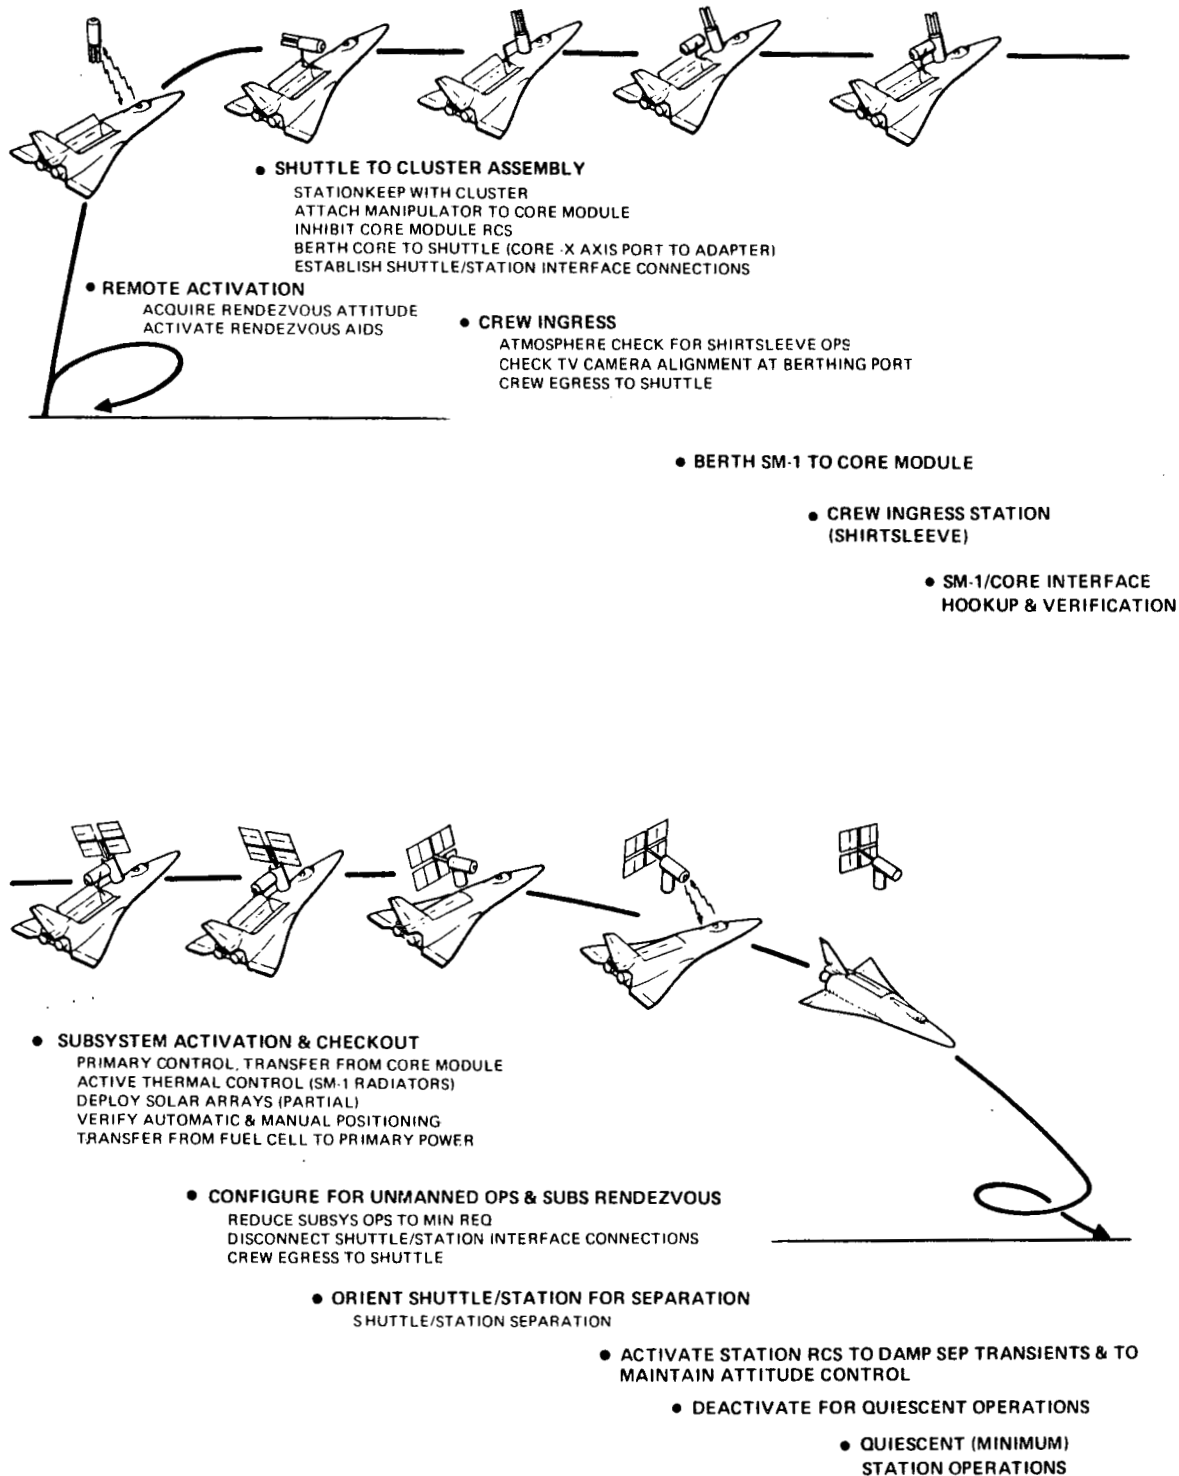 • SHUTTLE TO CLUSTER ASSEMBLY
STATIONKEEP WITH CLUSTER
ATTACH MANIPULATOR TO CORE MODULE
INHIBIT CORE MODULE RCS
BERTH CORE TO SHUTTLE (CORE -X AXIS PORT TO ADAPTER)
ESTABLISH SHUTTLE/STATION INTERFACE CONNECTIONS
• REMOTE ACTIVATION
ACQUIRE RENDEZVOUS ATTITUDE
ACTIVATE RENDEZVOUS AIDS
• CREW INGRESS
ATMOSPHERE CHECK FOR SHIRTSLEEVE OPS
CHECK TV CAMERA ALIGNMENT AT BERTHING PORT
CREW EGRESS TO SHUTTLE
• BERTH SM-1 TO CORE MODULE
• CREW INGRESS STATION
(SHIRTSLEEVE)
• SM-1/CORE INTERFACE
HOOKUP & VERIFICATION
• SUBSYSTEM ACTIVATION & CHECKOUT
PRIMARY CONTROL, TRANSFER FROM CORE MODULE
ACTIVE THERMAL CONTROL (SM-1 RADIATORS)
DEPLOY SOLAR ARRAYS (PARTIAL)
VERIFY AUTOMATIC & MANUAL POSITIONING
TRANSFER FROM FUEL CELL TO PRIMARY POWER
• CONFIGURE FOR UNMANNED OPS & SUBS RENDEZVOUS
REDUCE SUBSYS OPS TO MIN REQ
DISCONNECT SHUTTLE/STATION INTERFACE CONNECTIONS
CREW EGRESS TO SHUTTLE
• ORIENT SHUTTLE/STATION FOR SEPARATION
SHUTTLE/STATION SEPARATION
• ACTIVATE STATION RCS TO DAMP SEP TRANSIENTS & TO
MAINTAIN ATTITUDE CONTROL
• DEACTIVATE FOR QUIESCENT OPERATIONS
• QUIESCENT (MINIMUM)
STATION OPERATIONS